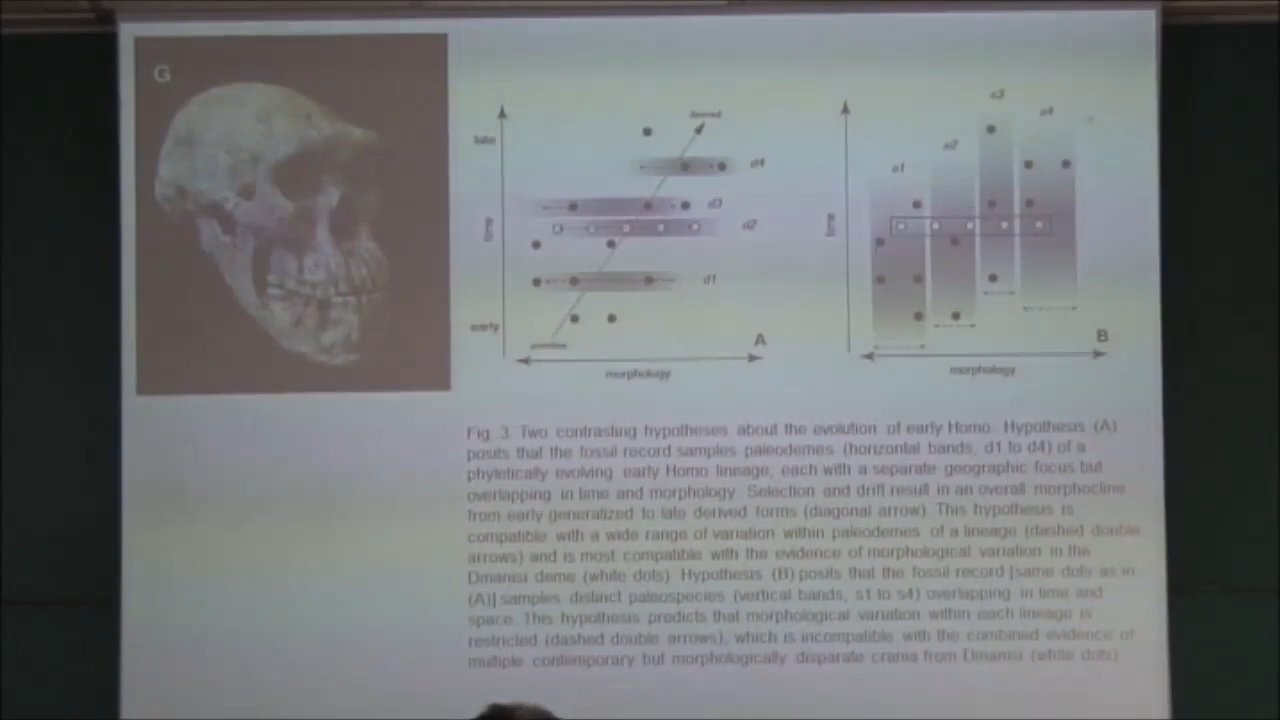 G
derived
late
d4
d3
d2
time
d1
early
A
morphology
s3
s4
s2
s1
time
B
morphology
Fig. 3. Two contrasting hypotheses about the evolution of early Homo. Hypothesis (A)
posits that the fossil record samples paleodemes (horizontal bands, d1 to d4) of a
phyletically evolving early Homo lineage, each with a separate geographic focus but
overlapping in time and morphology. Selection and drift result in an overall morphocline
from early generalized to late derived forms (diagonal arrow). This hypothesis is
compatible with a wide range of variation within paleodemes of a lineage (dashed double
arrows) and is most compatible with the evidence of morphological variation in the
Dmanisi deme (white dots). Hypothesis (B) posits that the fossil record [same dots as in
(A)] samples distinct paleospecies (vertical bands, s1 to s4) overlapping in time and
space. This hypothesis predicts that morphological variation within each lineage is
restricted (dashed double arrows), which is incompatible with the combined evidence of
multiple contemporary but morphologically disparate crania from Dmanisi (white dots)